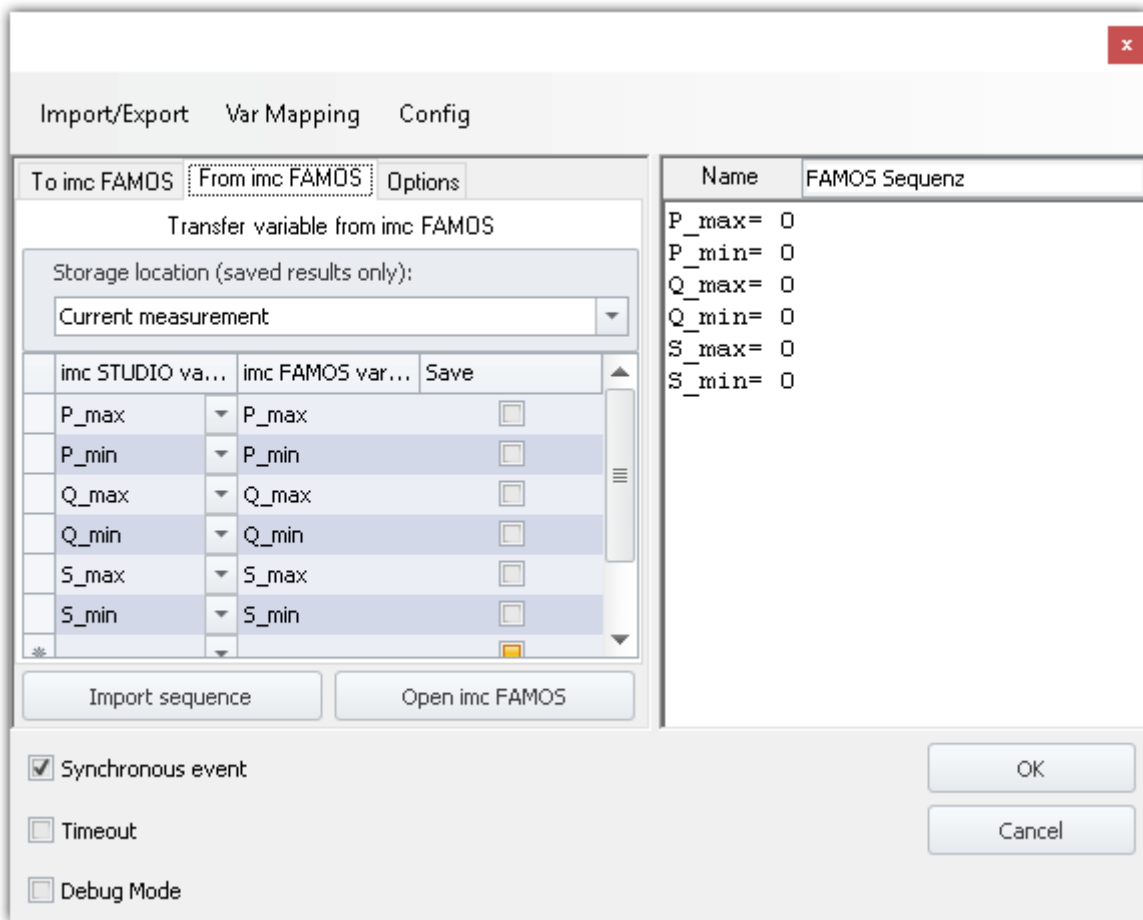 x
Import/Export Var Mapping Config
To imc FAMOS From imc FAMOS Options
Transfer variable from imc FAMOS
Storage location (saved results only):
Current measurement
imc STUDIO va... imc FAMOS var... Save
P_max P_max
P_min P_min
Q_max Q_max
Q_min Q_min
S_max S_max
S_min S_min
Import sequence Open imc FAMOS
Name FAMOS Sequenz
P_max= 0
P_min= 0
Q_max= 0
Q_min= 0
S_max= 0
S_min= 0
Synchronous event
Timeout
Debug Mode
OK
Cancel